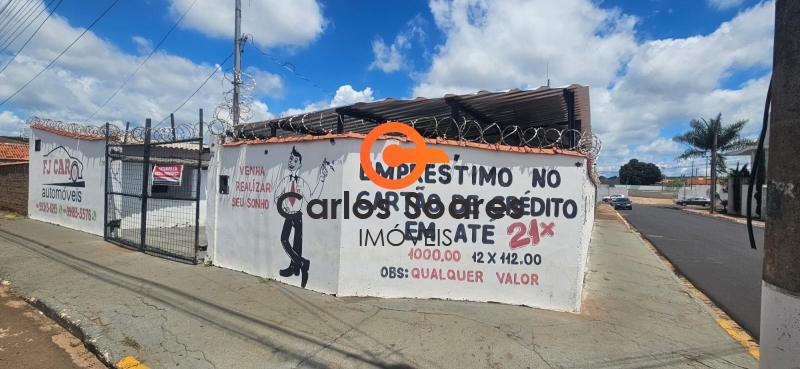 FJ CAR
automóveis
VENHA
REALIZAR
SEU SONHO
EMPRÉSTIMO NO
CARTÃO DE CRÉDITO
EM ATÉ 21X
1000,00 12 X 112.00
OBS: QUALQUER VALOR
Carlos Soares
IMÓVEIS